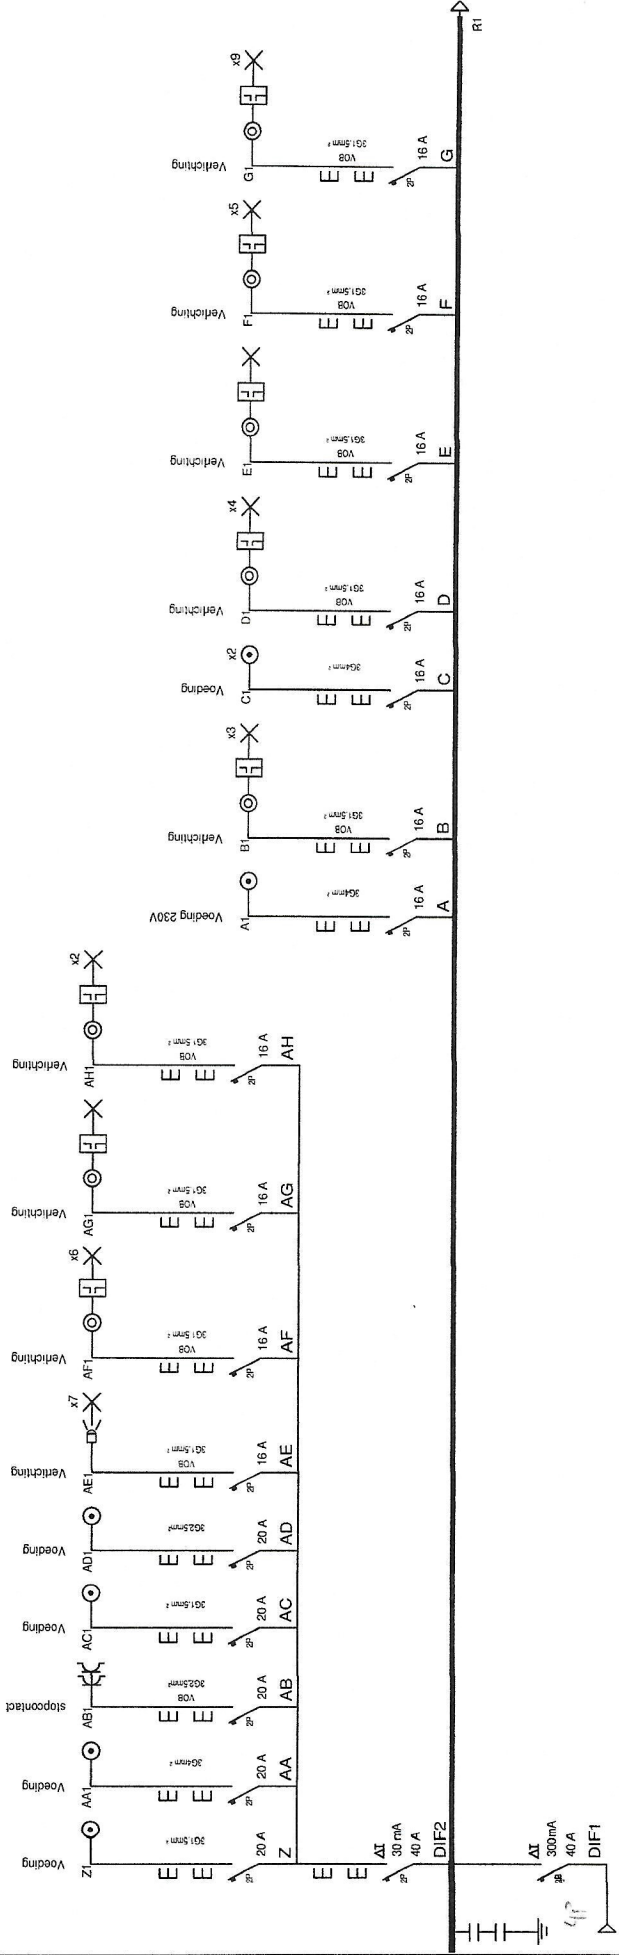 R1
x9
Verlichting
G1
VOB
3G1,5mm²
2P
16 A
G
x5
Verlichting
F1
VOB
3G1,5mm²
2P
16 A
F
Verlichting
E1
VOB
3G1,5mm²
2P
16 A
E
x4
Verlichting
D1
VOB
3G1,5mm²
2P
16 A
D
x2
Voeding
C1
3G4mm²
2P
16 A
C
x3
Verlichting
B1
VOB
3G1,5mm²
2P
16 A
B
Voeding 230V
A1
3G4mm²
2P
16 A
A
x2
Verlichting
AH1
VOB
3G1,5mm²
2P
16 A
AH
Verlichting
AG1
VOB
3G1,5mm²
2P
16 A
AG
x6
Verlichting
AF1
VOB
3G1,5mm²
2P
16 A
AF
x7
Verlichting
AE1
VOB
3G1,5mm²
2P
16 A
AE
Voeding
AD1
3G2,5mm²
2P
20 A
AD
Voeding
AC1
3G1,5mm²
2P
20 A
AC
stopcontact
AB1
VOB
3G2,5mm²
2P
20 A
AB
Voeding
AA1
3G4mm²
2P
20 A
AA
Voeding
Z1
3G1,5mm²
2P
20 A
Z
ΔI
30 mA
40 A
2P
DIF2
ΔI
300mA
40 A
DIF1
4P